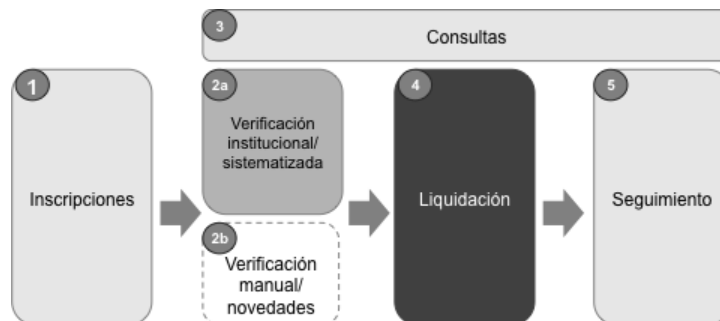 3
Consultas
1
Inscripciones
2a
Verificación
institucional/
sistematizada
2b
Verificación
manual/
novedades
4
Liquidación
5
Seguimiento